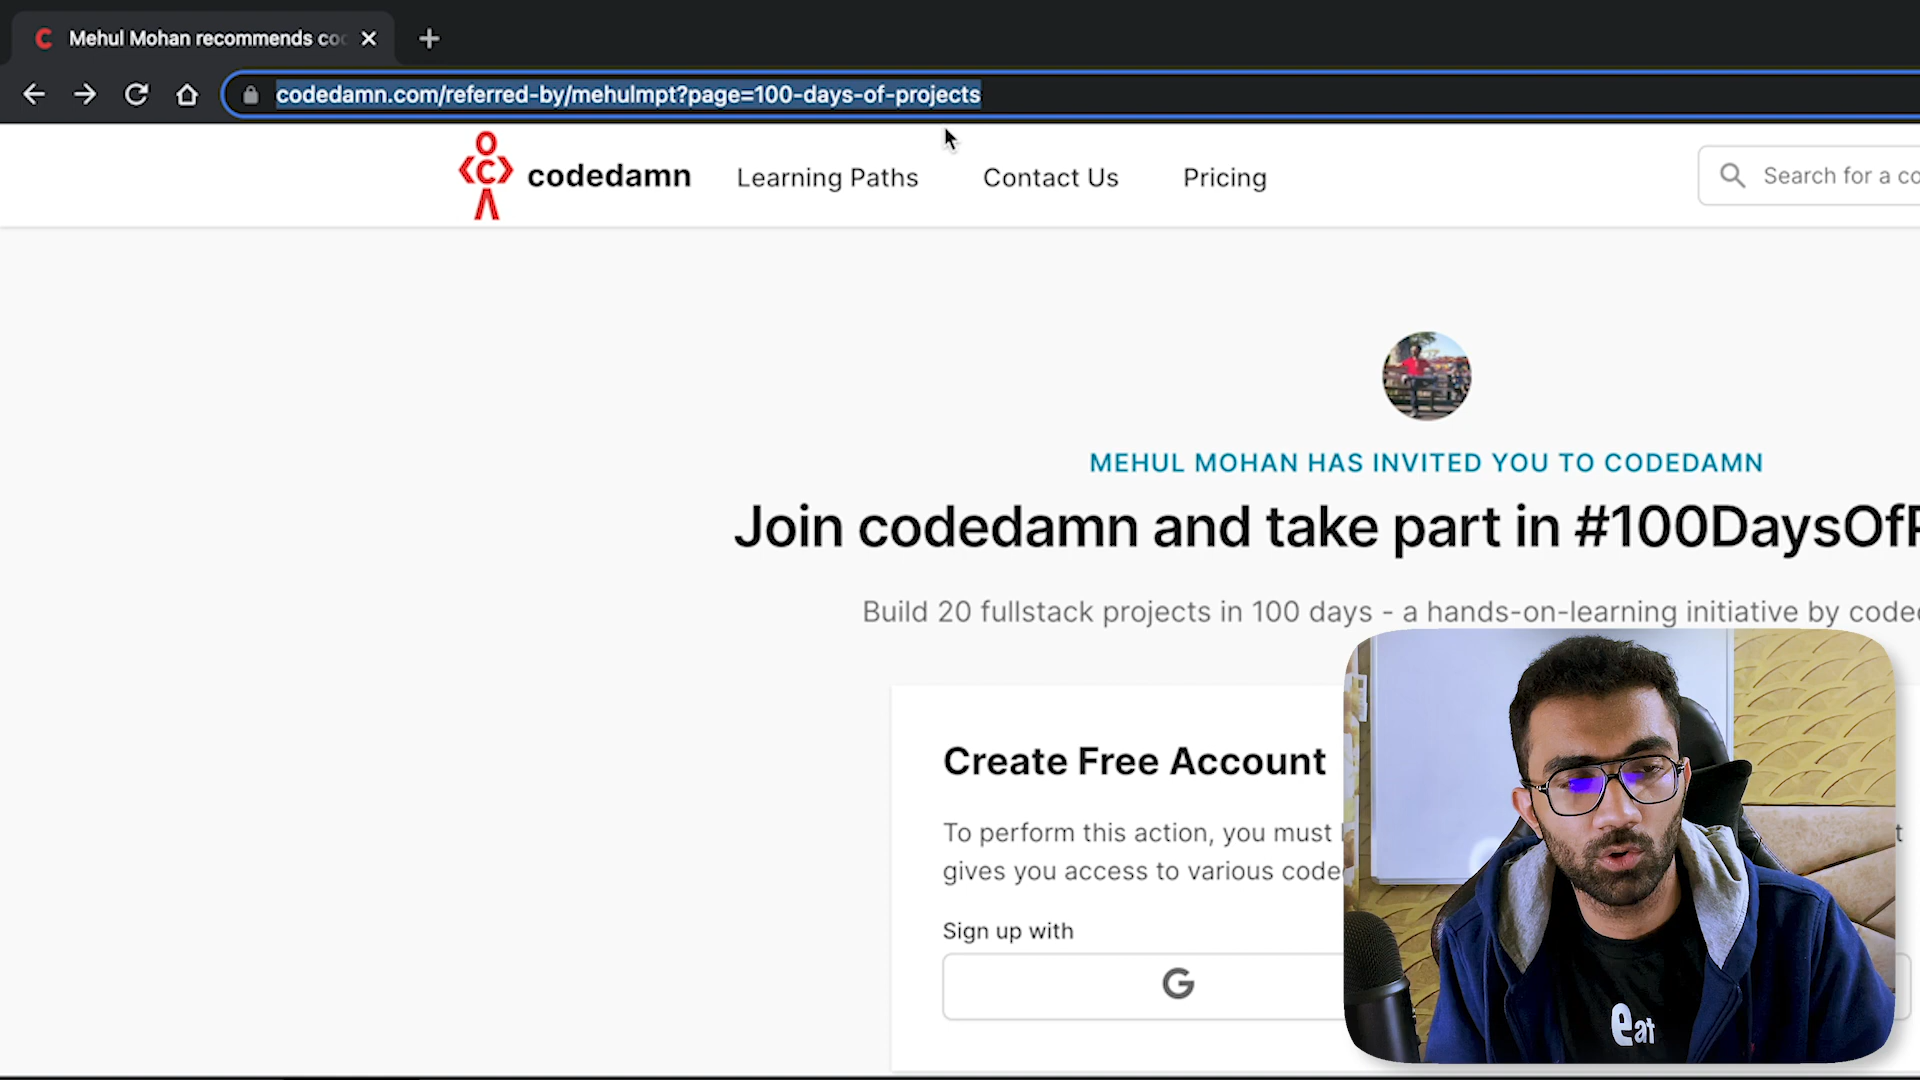 Mehul Mohan recommends co
codedamn.com/referred-by/mehulmpt?page=100-days-of-projects
codedamn
Learning Paths
Contact Us
Pricing
Search for a co
MEHUL MOHAN HAS INVITED YOU TO CODEDAMN
Join codedamn and take part in #100DaysOf
Build 20 fullstack projects in 100 days - a hands-on-learning initiative by code
Create Free Account
To perform this action, you must
gives you access to various code
Sign up with
G
eat